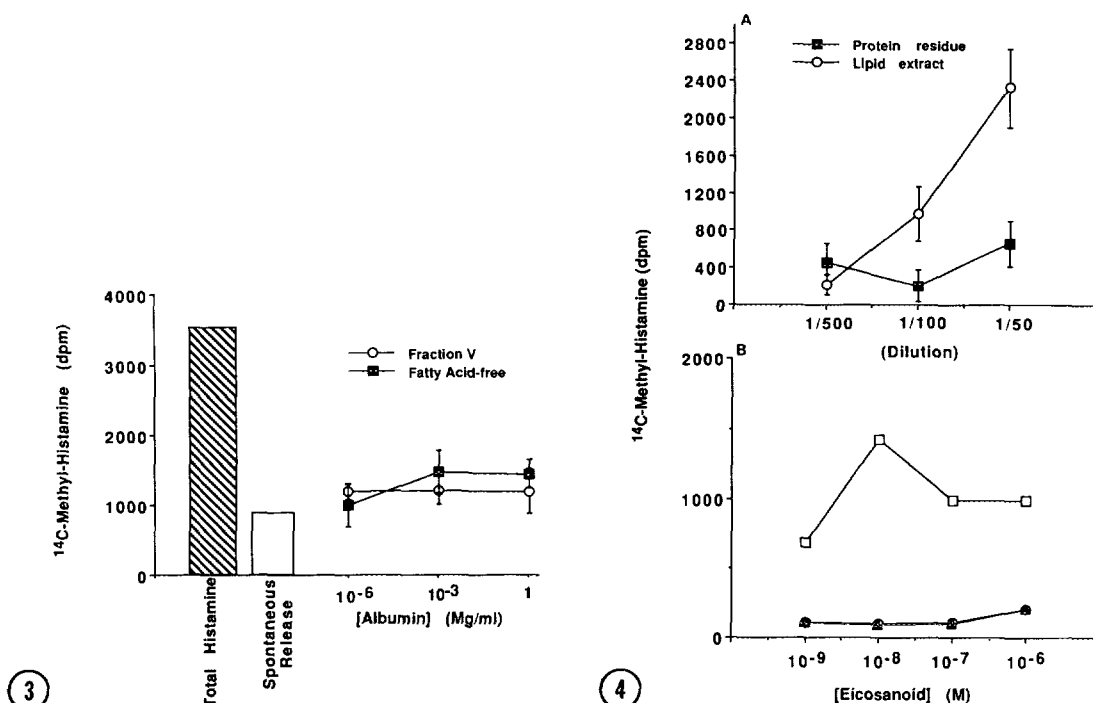 4000
3000
2000
1000
0
14C-Methyl-Histamine (dpm)
Fraction V
Fatty Acid-free
Total Histamine
Spontaneous
Release
10-6
10-3
1
[Albumin] (Mg/ml)
3
A
2800
2400
2000
1600
1200
800
400
0
Protein residue
Lipid extract
1/500
1/100
1/50
(Dilution)
14C-Methyl-Histamine (dpm)
B
2000
1000
0
10-9
10-8
10-7
10-6
[Eicosanoid] (M)
4